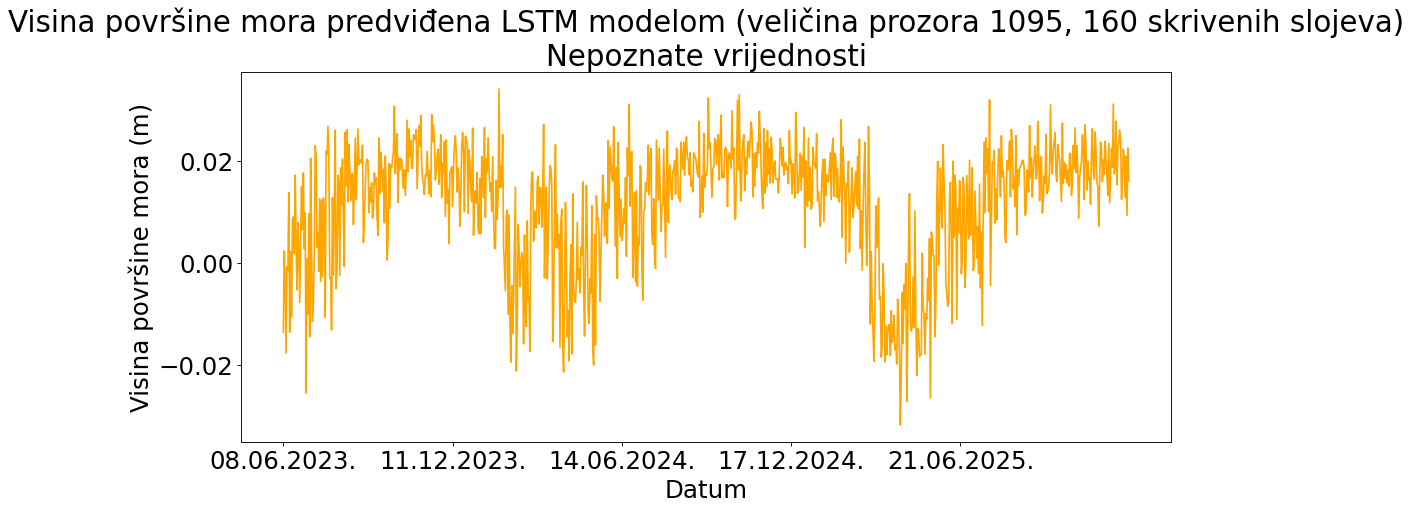 Visina površine mora predviđena LSTM modelom (veličina prozora 1095, 160 skrivenih slojeva)
Nepoznate vrijednosti
Visina površine mora (m)
0.02
0.00
−0.02
08.06.2023. 11.12.2023. 14.06.2024. 17.12.2024. 21.06.2025.
Datum